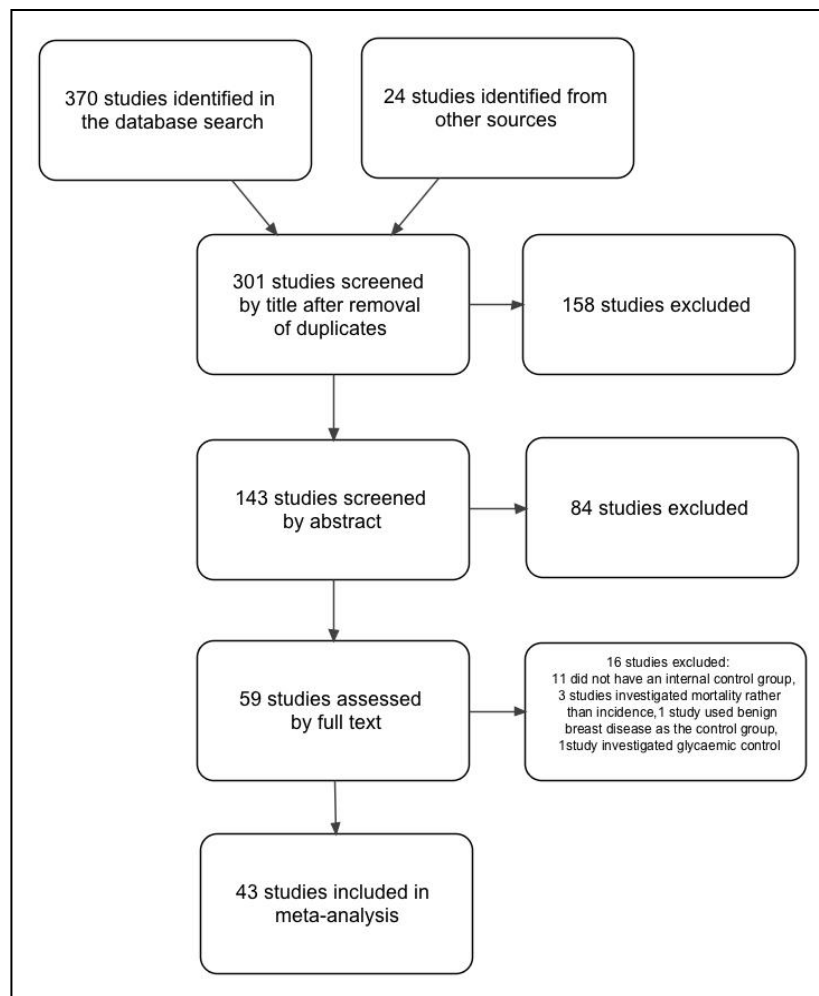 370 studies identified in
the database search
24 studies identified from
other sources
301 studies screened
by title after removal
of duplicates
158 studies excluded
143 studies screened
by abstract
84 studies excluded
59 studies assessed
by full text
16 studies excluded:
11 did not have an internal control group,
3 studies investigated mortality rather
than incidence,1 study used benign
breast disease as the control group,
1study investigated glycaemic control
43 studies included in
meta-analysis